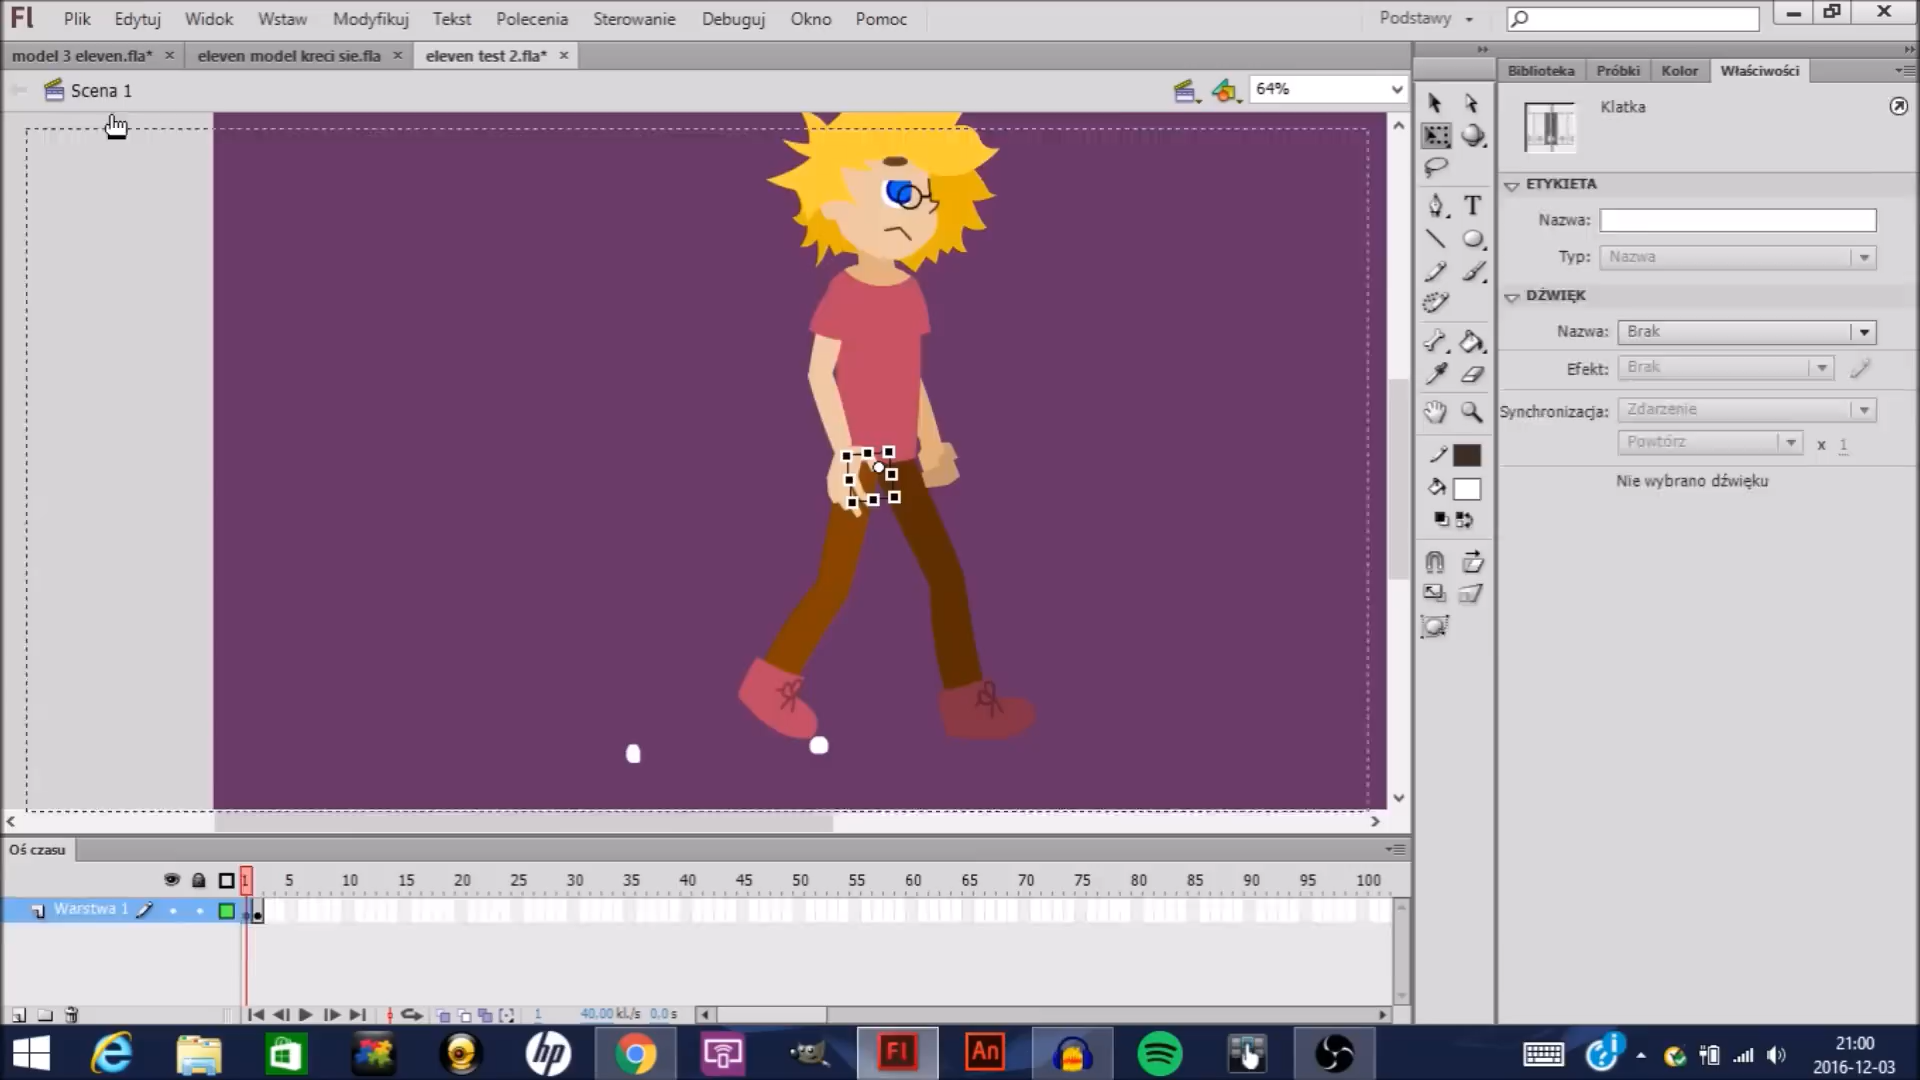 Fl Plik Edytuj Widok Wstaw Modyfikuj Tekst Polecenia Sterowanie Debuguj Okno Pomoc Podstawy
model 3 eleven.fla* × eleven model kreci sie.fla × eleven test 2.fla* ×
Biblioteka Próbki Kolor Właściwości
Scena 1 64%
Klatka
ETYKIETA
Nazwa:
Typ: Nazwa
DŹWIĘK
Nazwa: Brak
Efekt: Brak
Synchronizacja: Zdarzenie
Powtórz x 1
Nie wybrano dźwięku
T
Oś czasu
1 5 10 15 20 25 30 35 40 45 50 55 60 65 70 75 80 85 90 95 100
Warstwa 1
1 40,00 kl./s 0,0 s
hp Fl An
21:00
2016-12-03